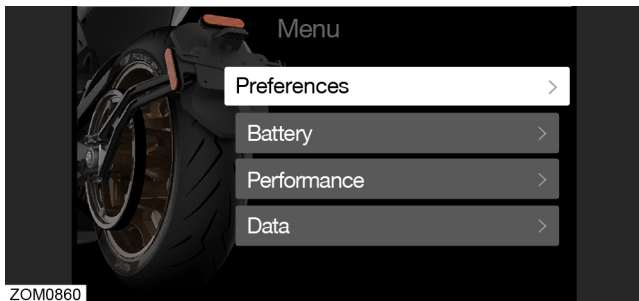 Menu
Preferences
Battery
Performance
Data
ZOM0860